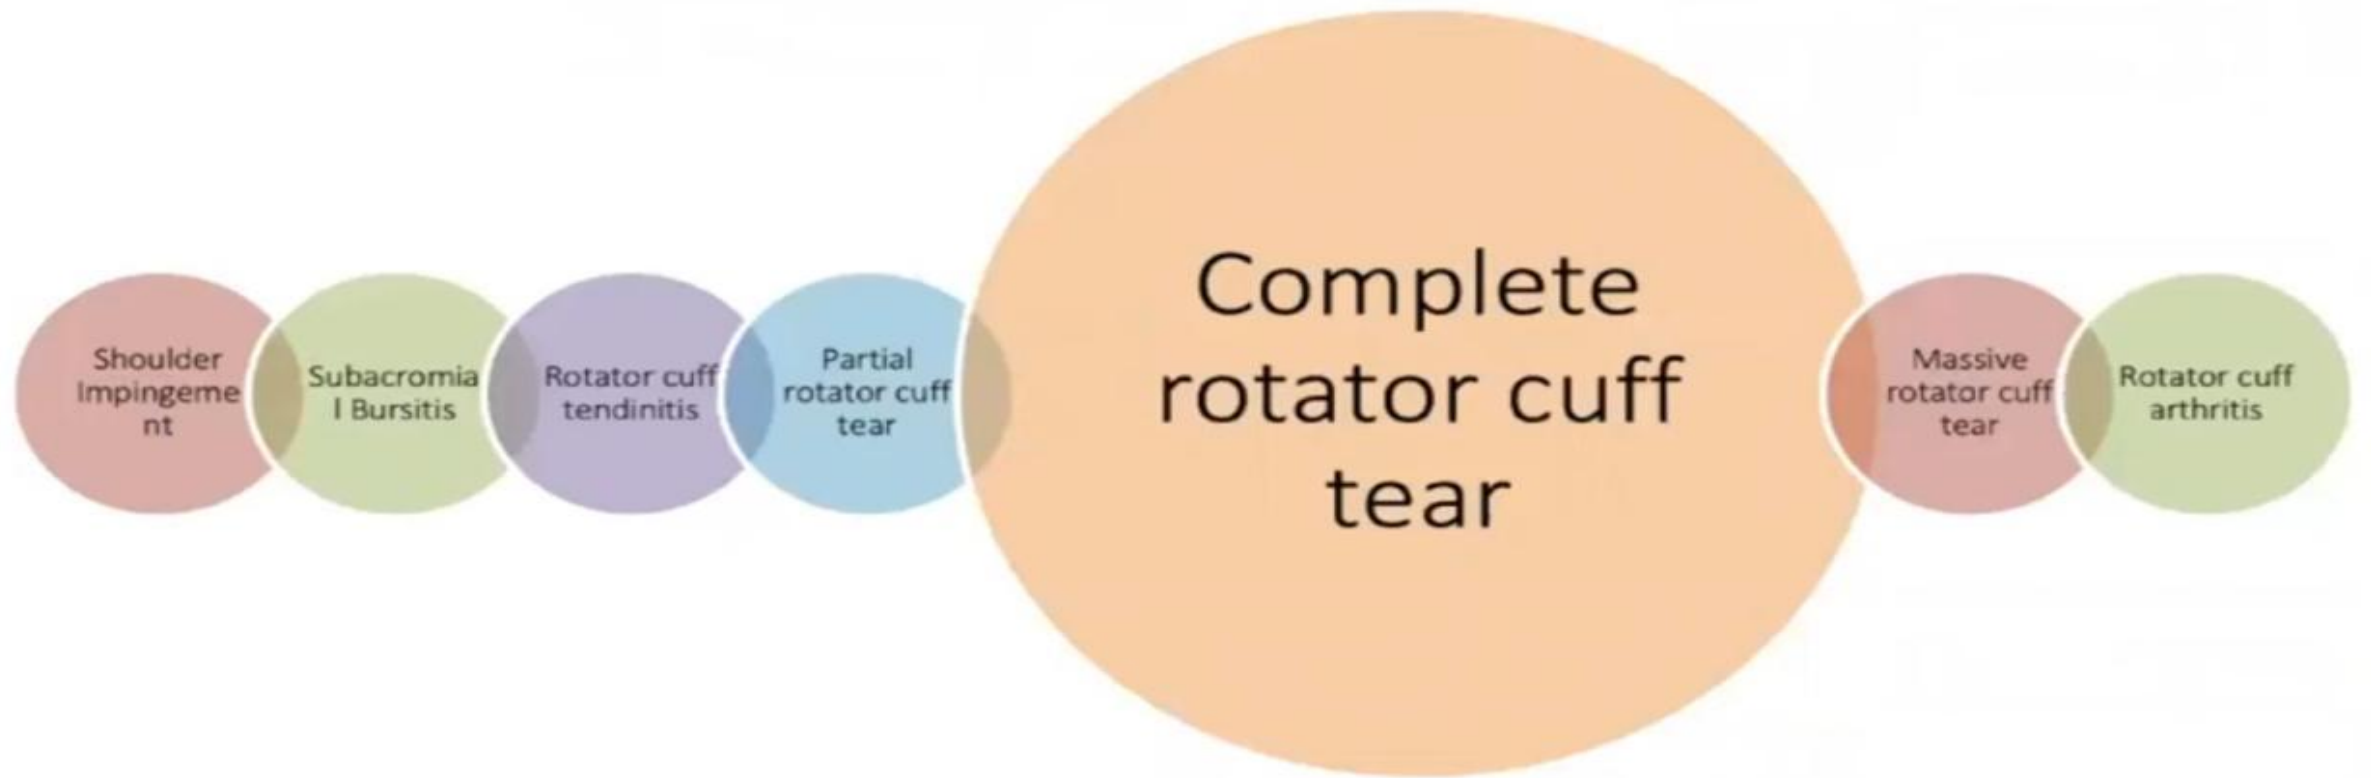 Shoulder
Impingeme
nt
Subacromia
l Bursitis
Rotator cuff
tendinitis
Partial
rotator cuff
tear
Complete
rotator cuff
tear
Massive
rotator cuff
tear
Rotator cuff
arthritis